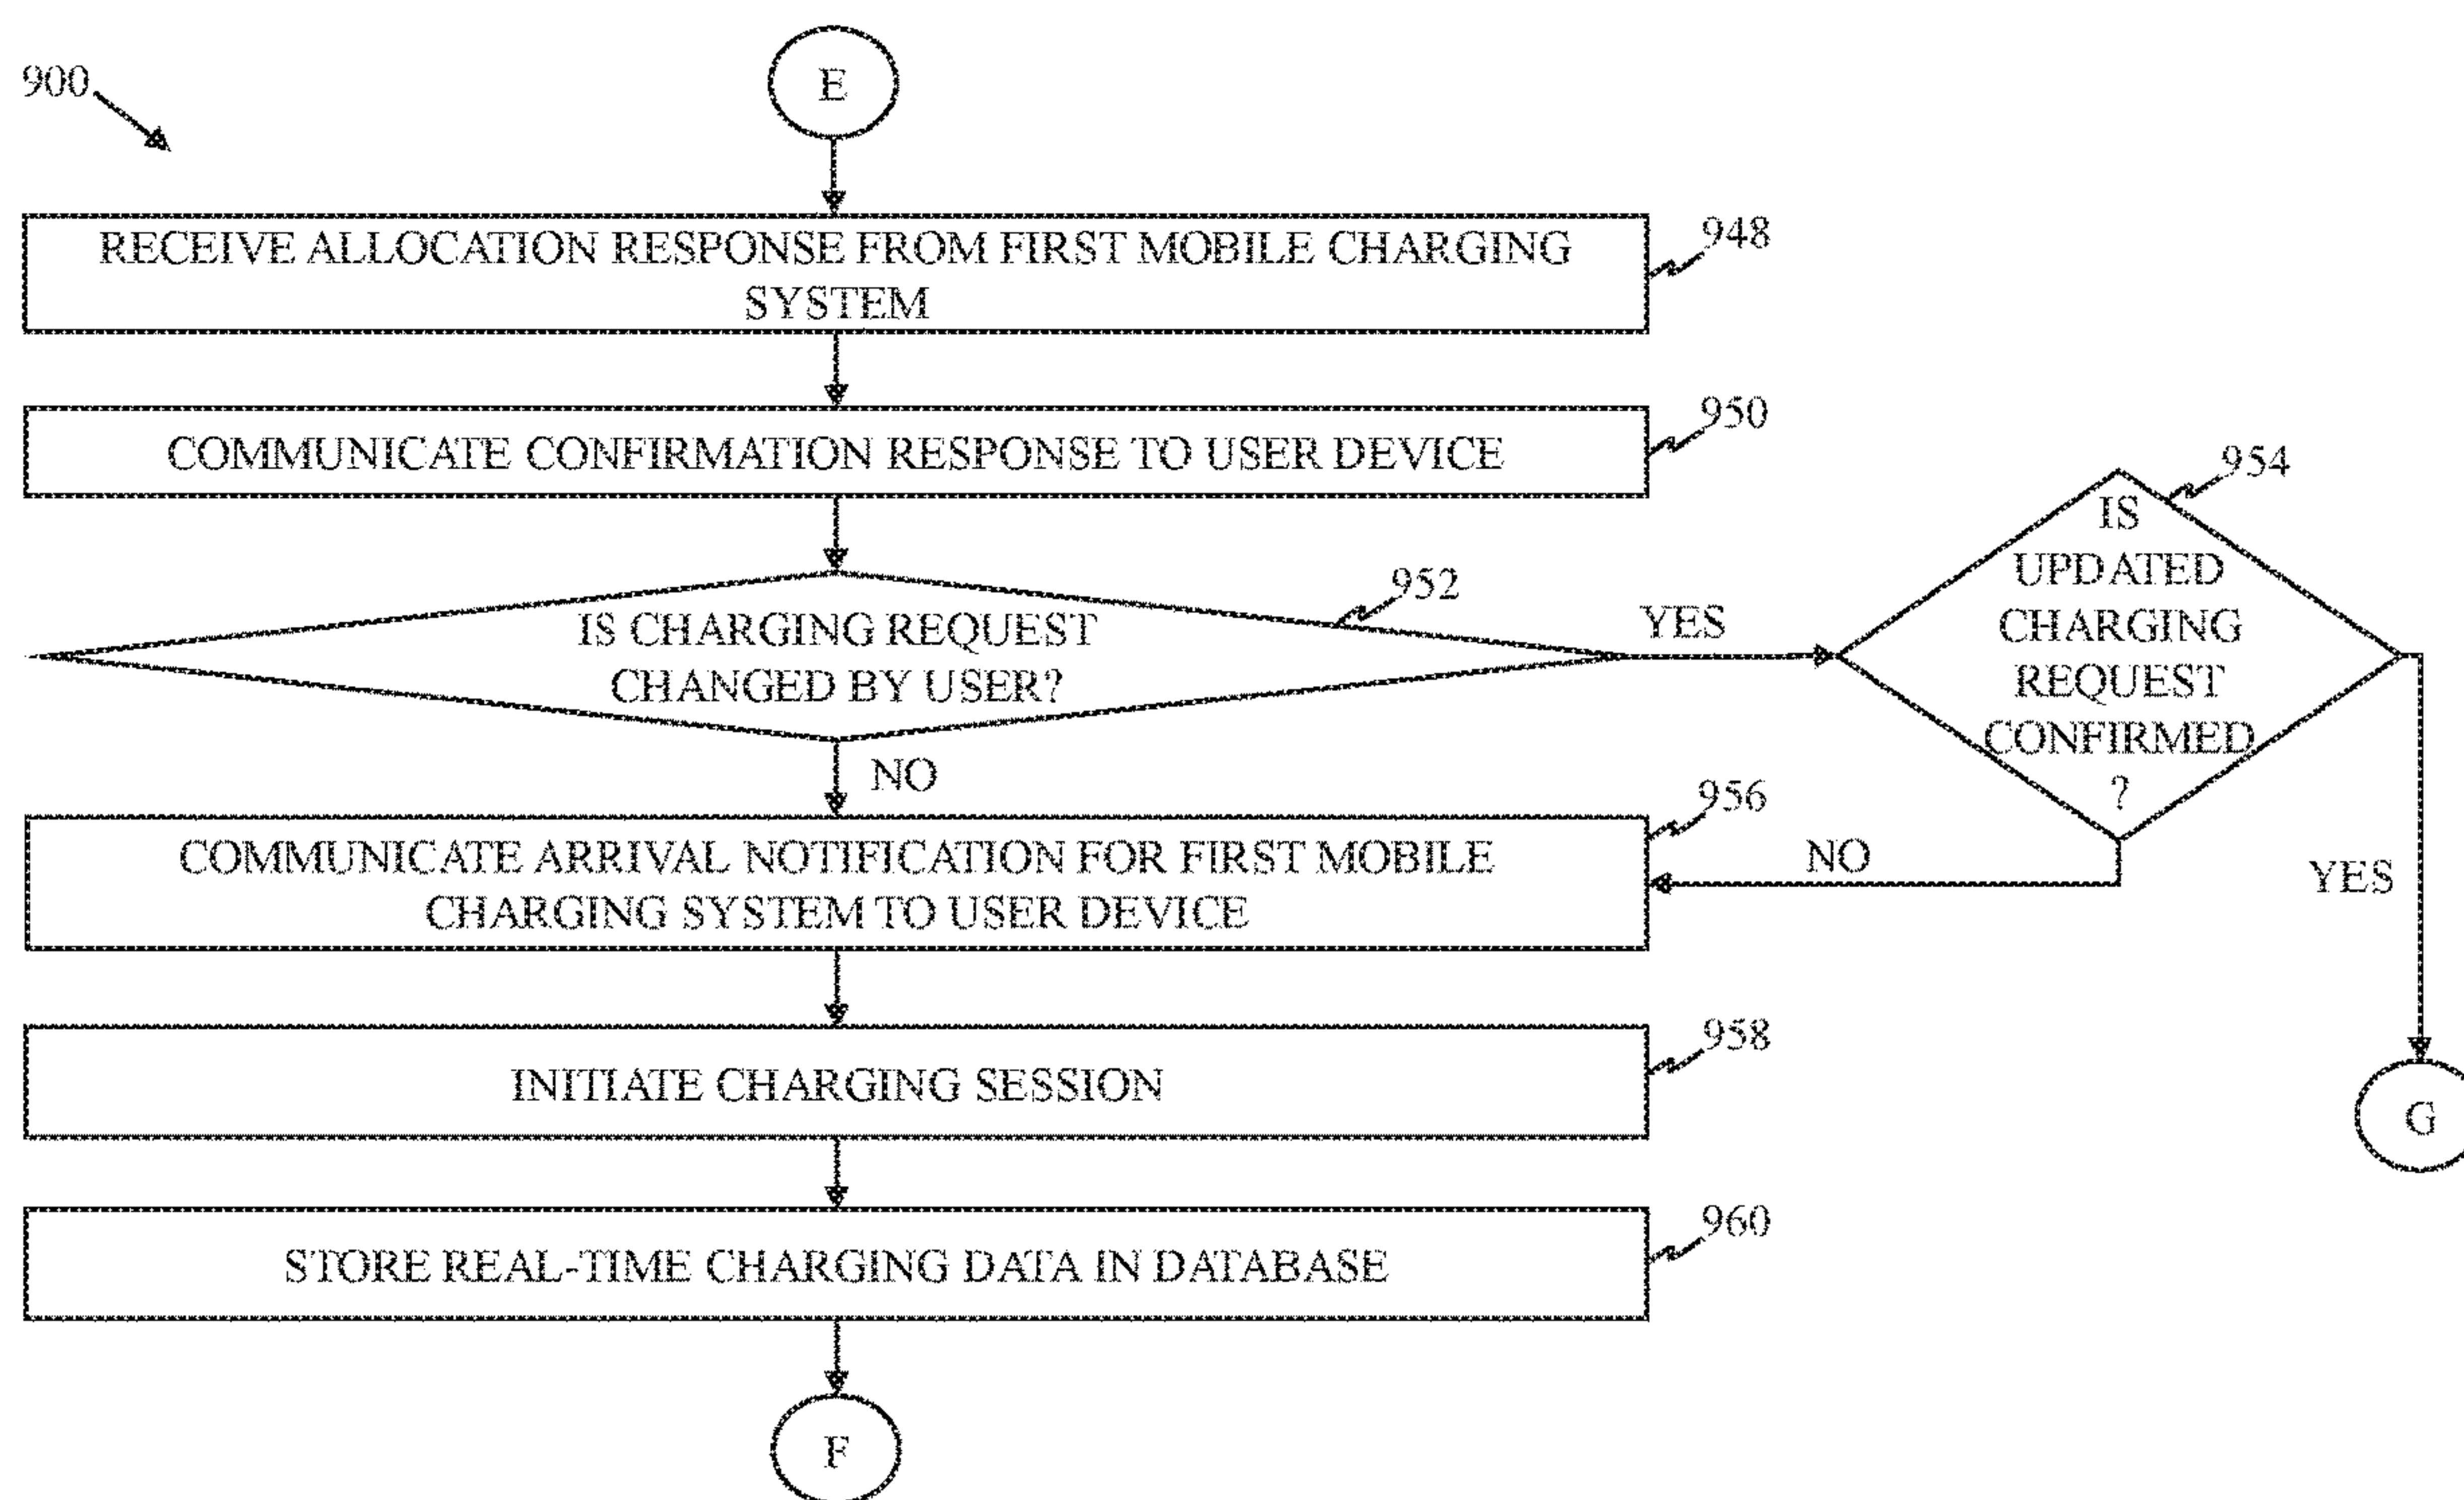 900
E
RECEIVE ALLOCATION RESPONSE FROM FIRST MOBILE CHARGING
SYSTEM
948
COMMUNICATE CONFIRMATION RESPONSE TO USER DEVICE
950
IS CHARGING REQUEST
CHANGED BY USER?
952
YES
IS
UPDATED
CHARGING
REQUEST
CONFIRMED
?
954
NO
COMMUNICATE ARRIVAL NOTIFICATION FOR FIRST MOBILE
CHARGING SYSTEM TO USER DEVICE
956
NO
YES
INITIATE CHARGING SESSION
958
G
STORE REAL-TIME CHARGING DATA IN DATABASE
960
F